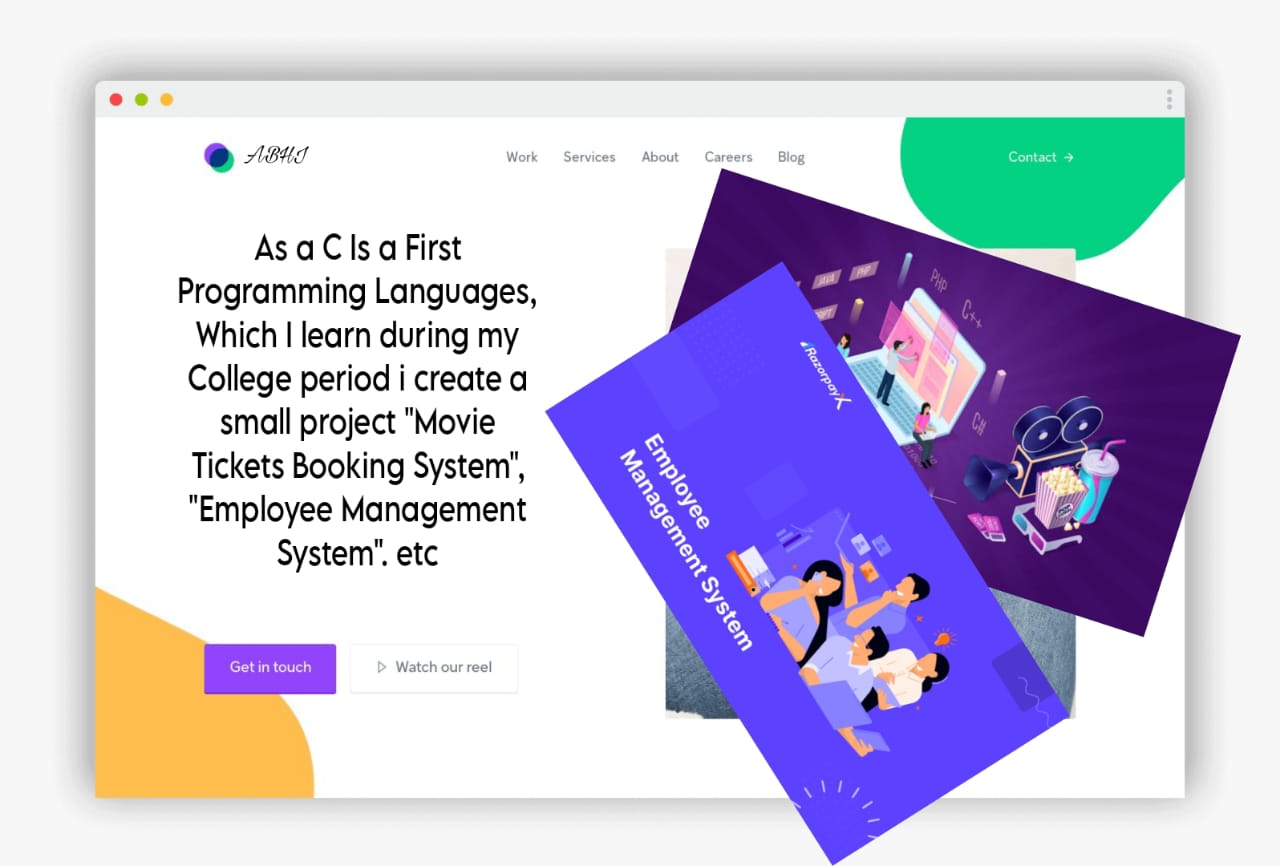 ABHI
Work Services About Careers Blog
Contact →
As a C Is a First
Programming Languages,
Which I learn during my
College period i create a
small project "Movie
Tickets Booking System",
"Employee Management
System". etc
Get in touch
Watch our reel
JAVA
PHP
PHP
C++
C#
RazorpayX
Employee
Management System